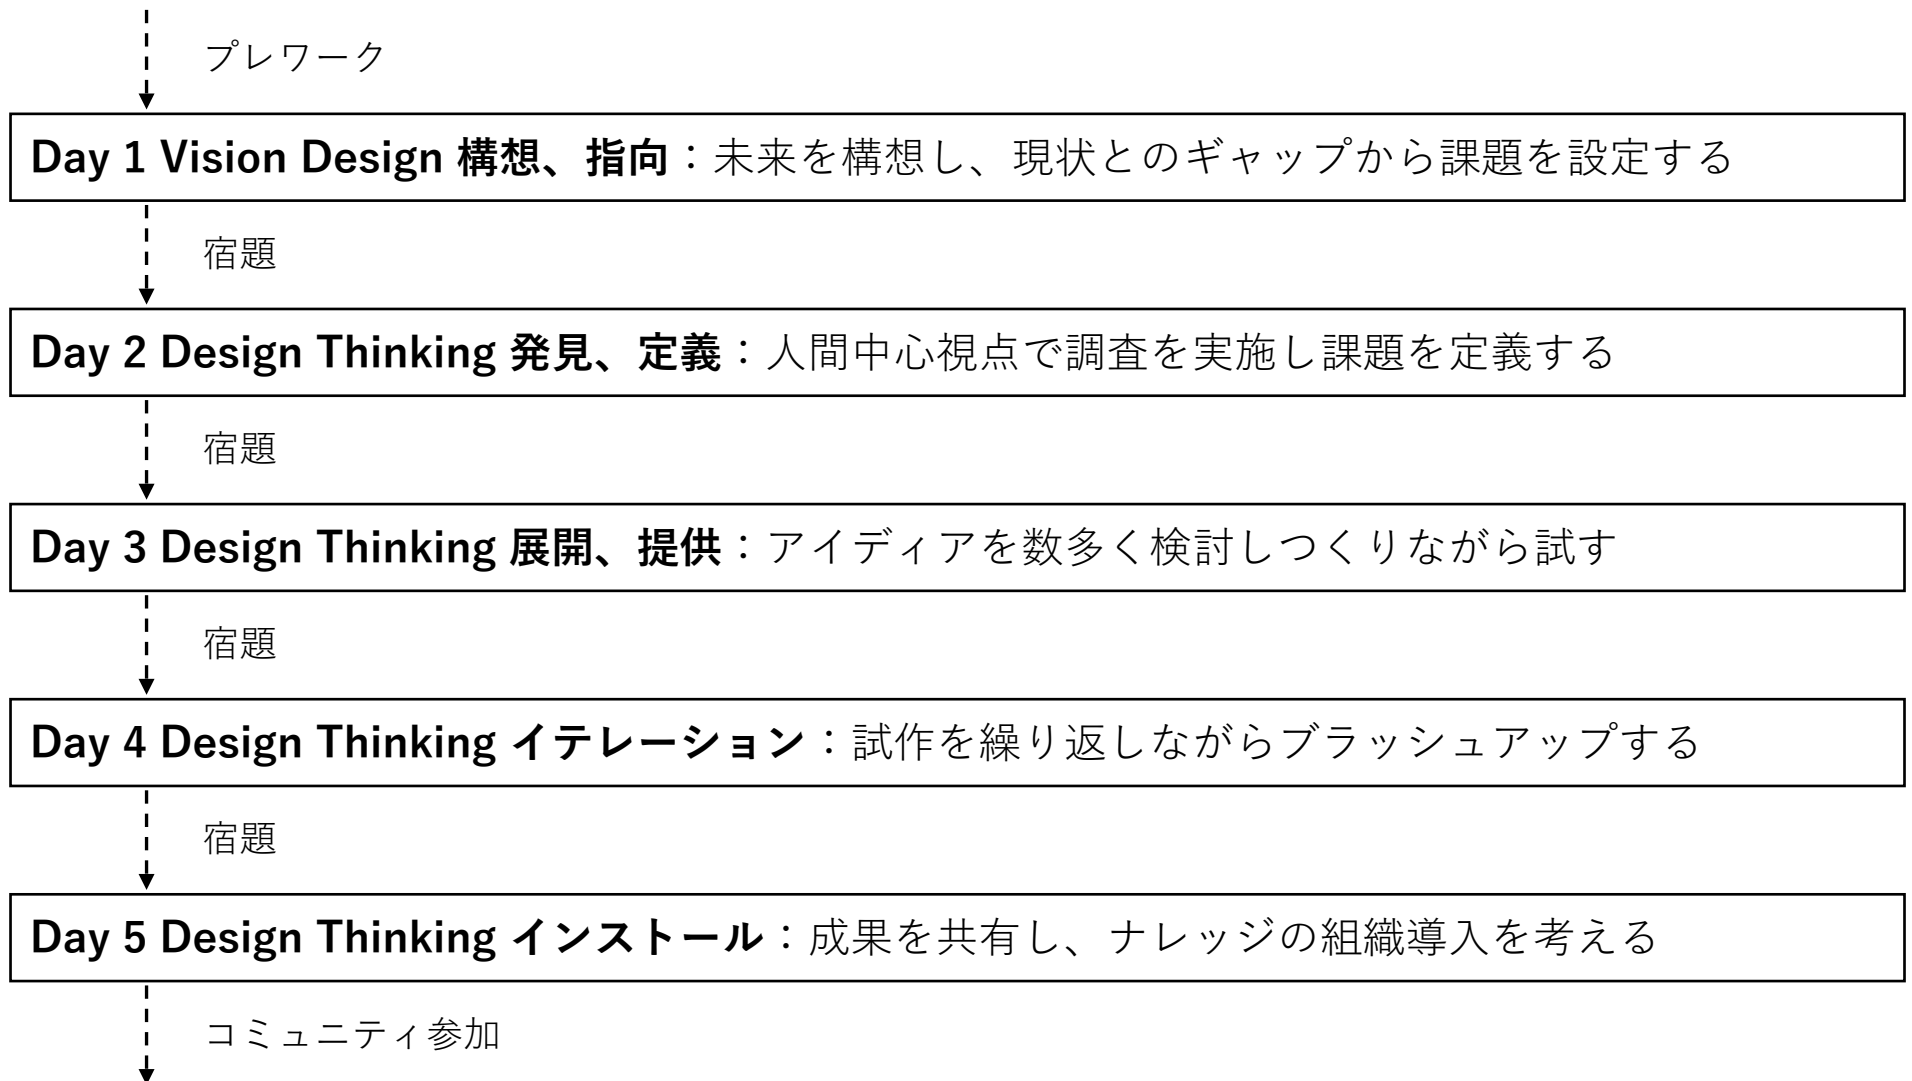 プレワーク
Day 1 Vision Design 構想、指向：未来を構想し、現状とのギャップから課題を設定する
宿題
Day 2 Design Thinking 発見、定義：人間中心視点で調査を実施し課題を定義する
宿題
Day 3 Design Thinking 展開、提供：アイディアを数多く検討しつくりながら試す
宿題
Day 4 Design Thinking イテレーション：試作を繰り返しながらブラッシュアップする
宿題
Day 5 Design Thinking インストール：成果を共有し、ナレッジの組織導入を考える
コミュニティ参加